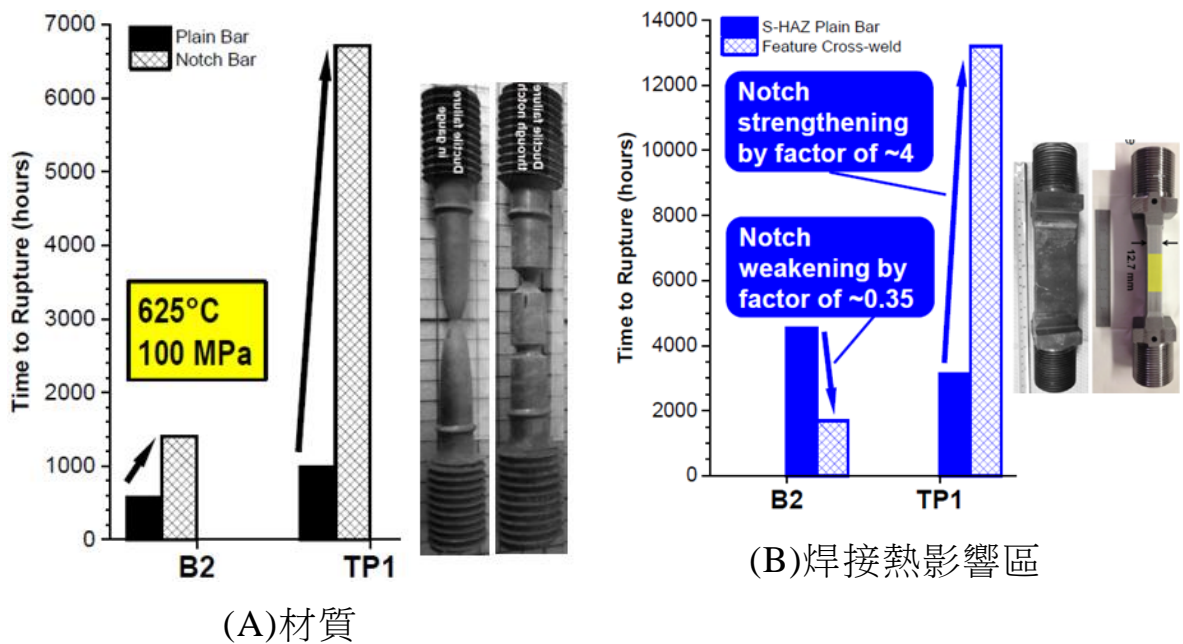 7000
6000
5000
4000
3000
2000
1000
0
Time to Rupture (hours)
Plain Bar
Notch Bar
625°C
100 MPa
B2
TP1
Ductile failure
in gauge
Ductile failure
through notch
(A)材質
14000
12000
10000
8000
6000
4000
2000
0
Time to Rupture (hours)
S-HAZ Plain Bar
Feature Cross-weld
Notch
strengthening
by factor of ~4
Notch
weakening by
factor of ~0.35
B2
TP1
12.7 mm
(B)焊接熱影響區